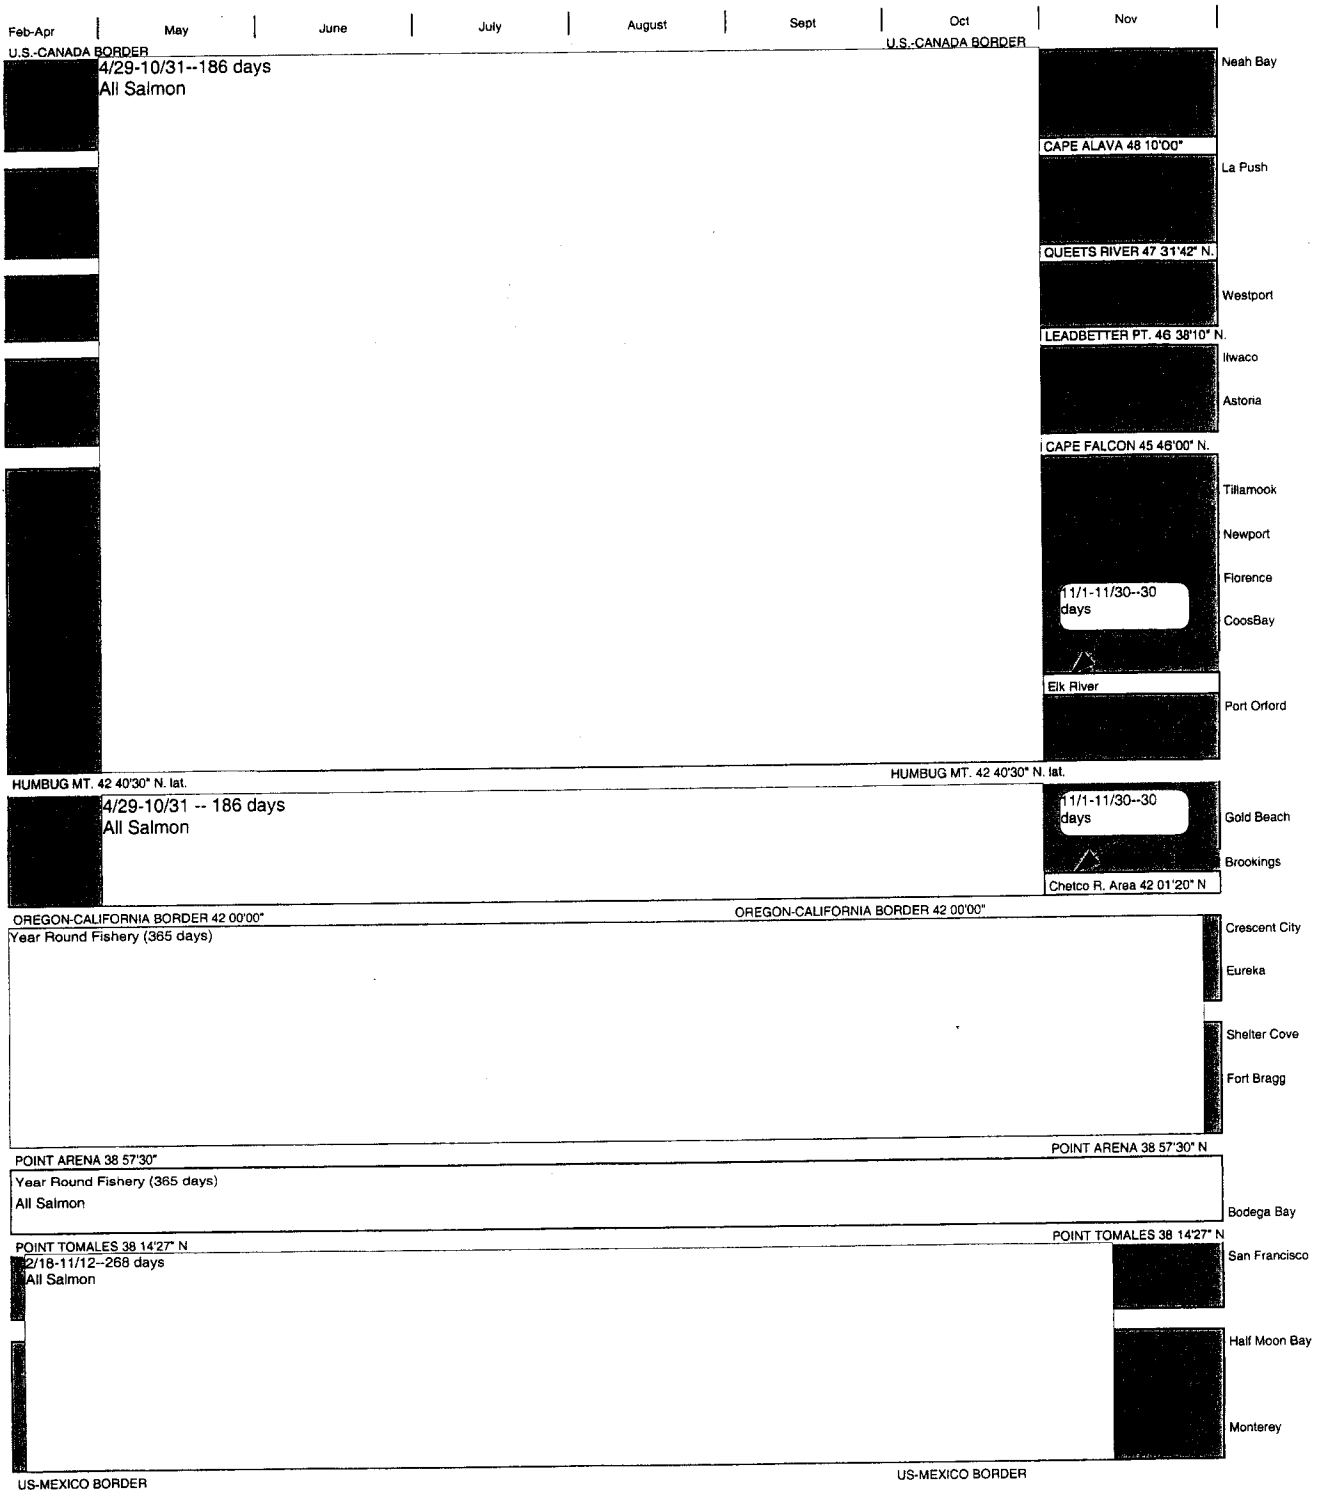 Feb-Apr May June July August Sept Oct Nov
U.S.-CANADA BORDER U.S.-CANADA BORDER
4/29-10/31--186 days
All Salmon
Neah Bay
CAPE ALAVA 48 10'00"
La Push
QUEETS RIVER 47 31'42" N.
Westport
LEADBETTER PT. 46 38'10" N.
Ilwaco
Astoria
CAPE FALCON 45 46'00" N.
Tillamook
Newport
Florence
11/1-11/30--30
days
CoosBay
Elk River
Port Orford
HUMBUG MT. 42 40'30" N. lat. HUMBUG MT. 42 40'30" N. lat.
4/29-10/31 -- 186 days
All Salmon
11/1-11/30--30
days
Gold Beach
Brookings
Chetco R. Area 42 01'20" N
OREGON-CALIFORNIA BORDER 42 00'00" OREGON-CALIFORNIA BORDER 42 00'00"
Year Round Fishery (365 days)
Crescent City
Eureka
Shelter Cove
Fort Bragg
POINT ARENA 38 57'30" POINT ARENA 38 57'30" N
Year Round Fishery (365 days)
All Salmon
Bodega Bay
POINT TOMALES 38 14'27" N POINT TOMALES 38 14'27" N
2/18-11/12--268 days
All Salmon
San Francisco
Half Moon Bay
Monterey
US-MEXICO BORDER US-MEXICO BORDER